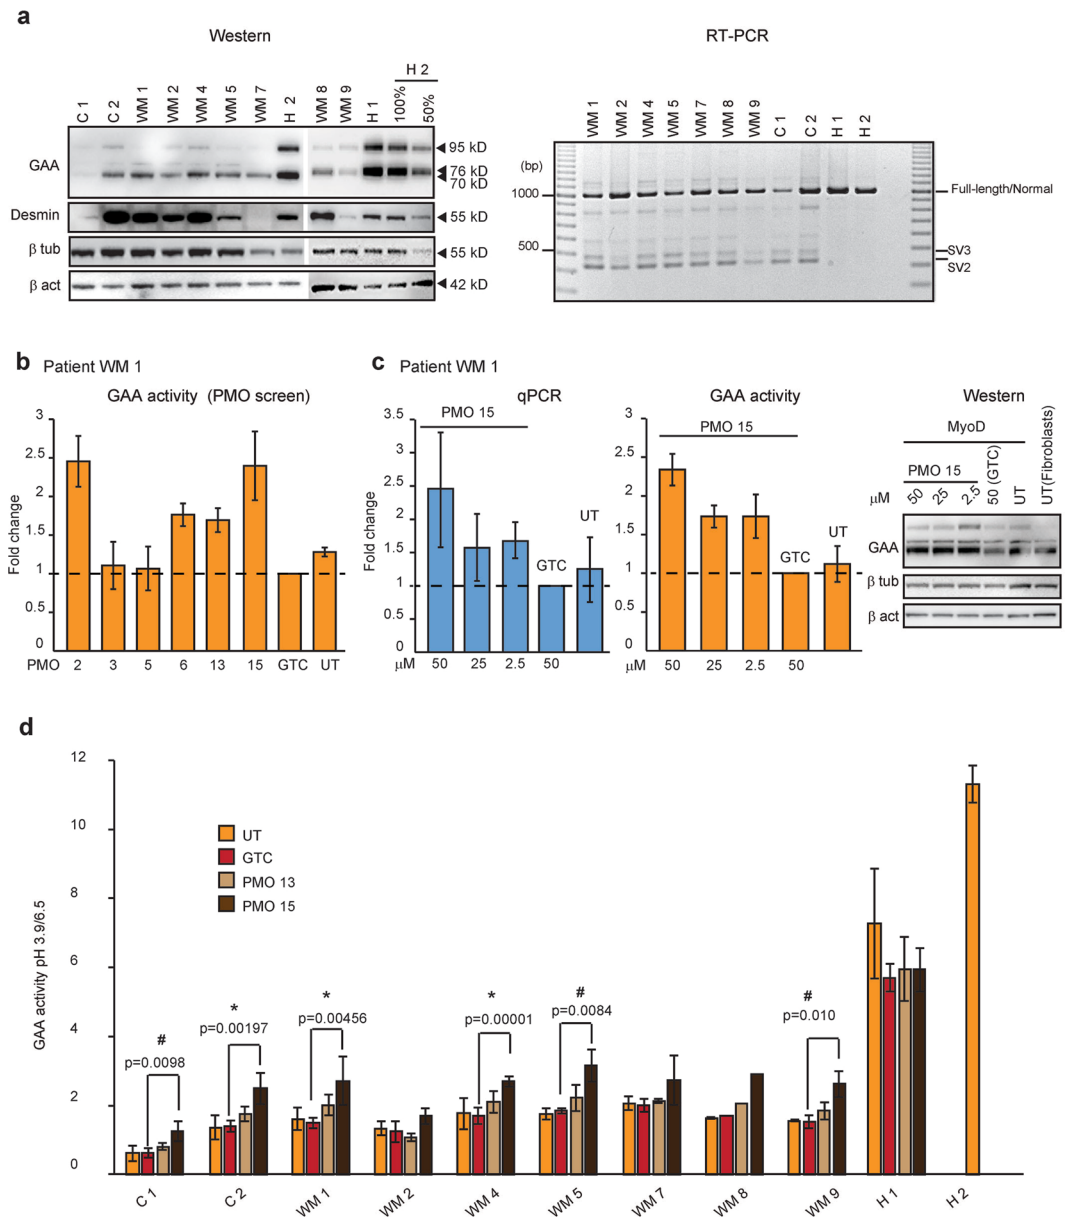 a
Western
RT-PCR
H 2
C 1
C 2
WM 1
WM 2
WM 4
WM 5
WM 7
H 2
WM 8
WM 9
H 1
100%
50%
GAA
95 kD
76 kD
70 kD
Desmin
55 kD
β tub
55 kD
β act
42 kD
WM 1
WM 2
WM 4
WM 5
WM 7
WM 8
WM 9
C 1
C 2
H 1
H 2
(bp)
1000
500
Full-length/Normal
SV3
SV2
b
Patient WM 1
GAA activity (PMO screen)
Fold change
3
2.5
2
1.5
1
0.5
0
PMO 2 3 5 6 13 15 GTC UT
c
Patient WM 1
qPCR
PMO 15
Fold change
3.5
3
2.5
2
1.5
1
0.5
0
UT
GTC
μM 50 25 2.5 50
GAA activity
PMO 15
3
2.5
2
1.5
1
0.5
0
UT
GTC
μM 50 25 2.5 50
Western
MyoD
PMO 15
μM
50
25
2.5
50 (GTC)
UT
UT(Fibroblasts)
GAA
β tub
β act
d
GAA activity pH 3.9/6.5
12
10
8
6
4
2
0
UT
GTC
PMO 13
PMO 15
#
p=0.0098
*
p=0.00197
*
p=0.00456
*
p=0.00001
#
p=0.0084
#
p=0.010
C 1
C 2
WM 1
WM 2
WM 4
WM 5
WM 7
WM 8
WM 9
H 1
H 2